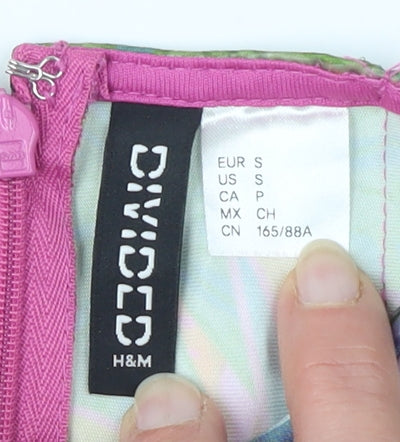 DIVIDED
H&M
EUR S
US S
CA P
MX CH
CN 165/88A